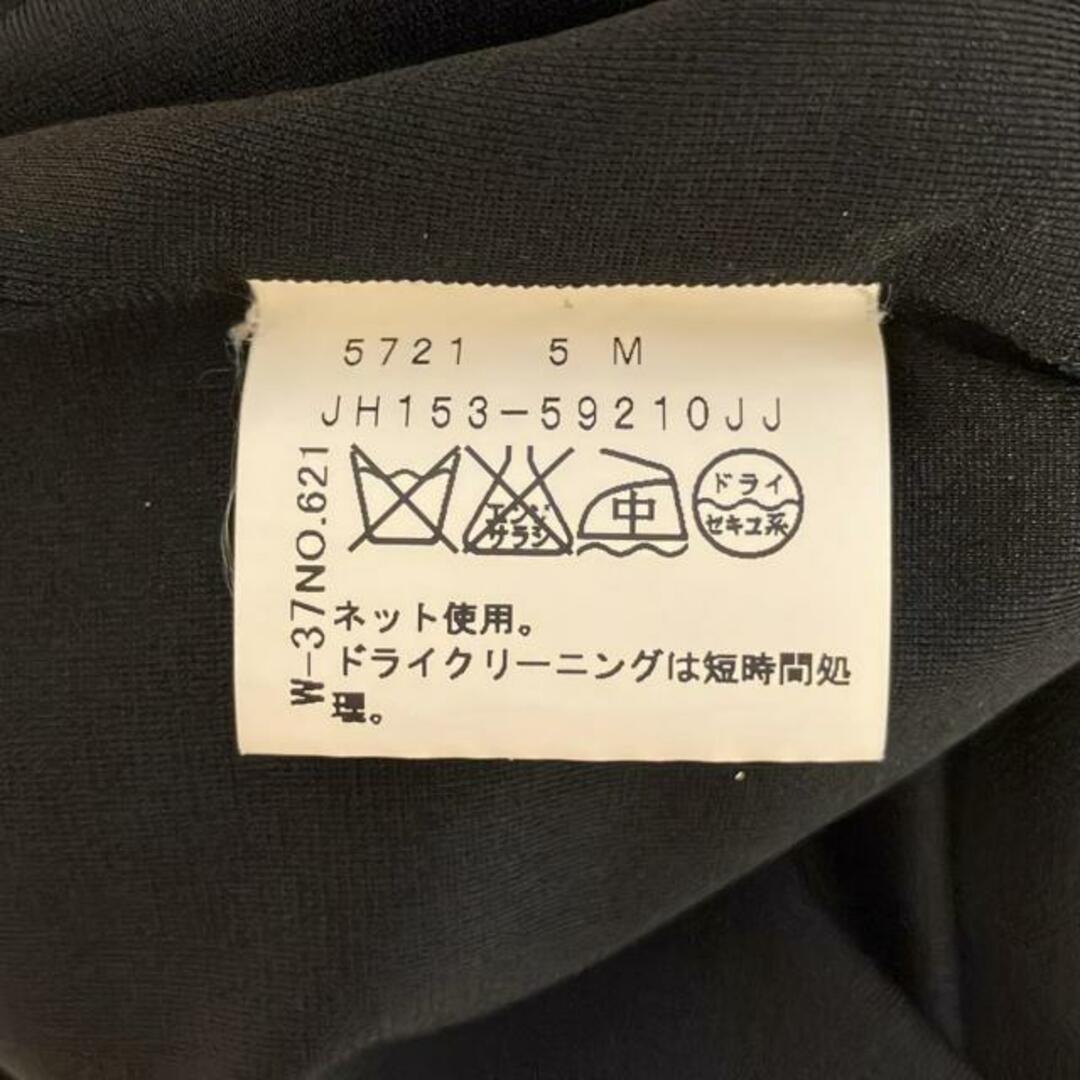 5721 5 M
JH153-59210JJ
エンソ
サラシ
中
ドライ
セキユ系
W-37NO.621
ネット使用。
ドライクリーニングは短時間処
理。